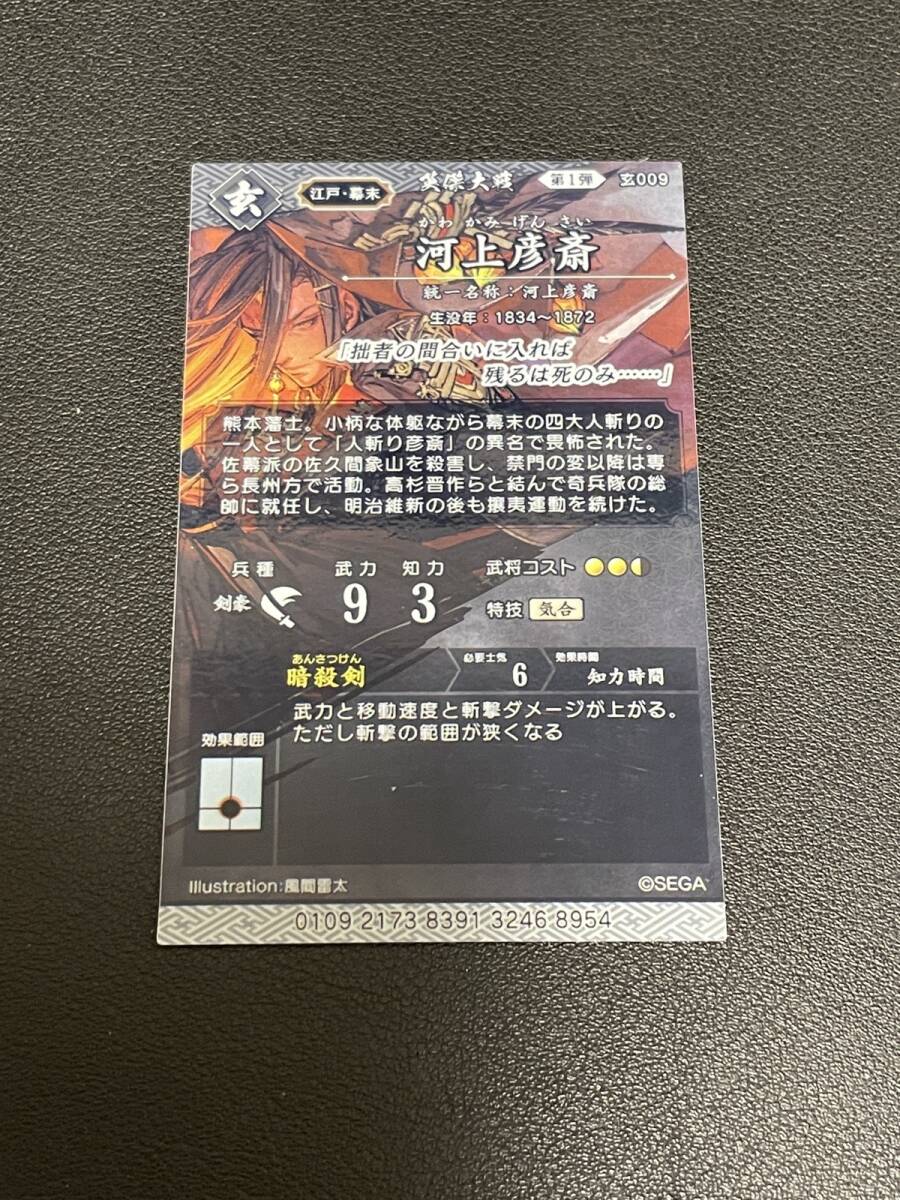 玄
江戸・幕末
英傑大戦
第1弾
玄009
かわかみげんさい
河上彦斎
統一名称：河上彦斎
生没年：1834～1872
「拙者の間合いに入れば
残るは死のみ……」
熊本藩士。小柄な体躯ながら幕末の四大人斬りの
一人として「人斬り彦斎」の異名で畏怖された。
佐幕派の佐久間象山を殺害し、禁門の変以降は専
ら長州方で活動。高杉晋作らと結んで奇兵隊の総
帥に就任し、明治維新の後も攘夷運動を続けた。
兵種 武力 知力 武将コスト
剣豪 9 3 特技 気合
あんさつけん 必要士気 効果時間
暗殺剣 6 知力時間
武力と移動速度と斬撃ダメージが上がる。
ただし斬撃の範囲が狭くなる
効果範囲
Illustration:風間雷太
©SEGA
0109 2173 8391 3246 8954